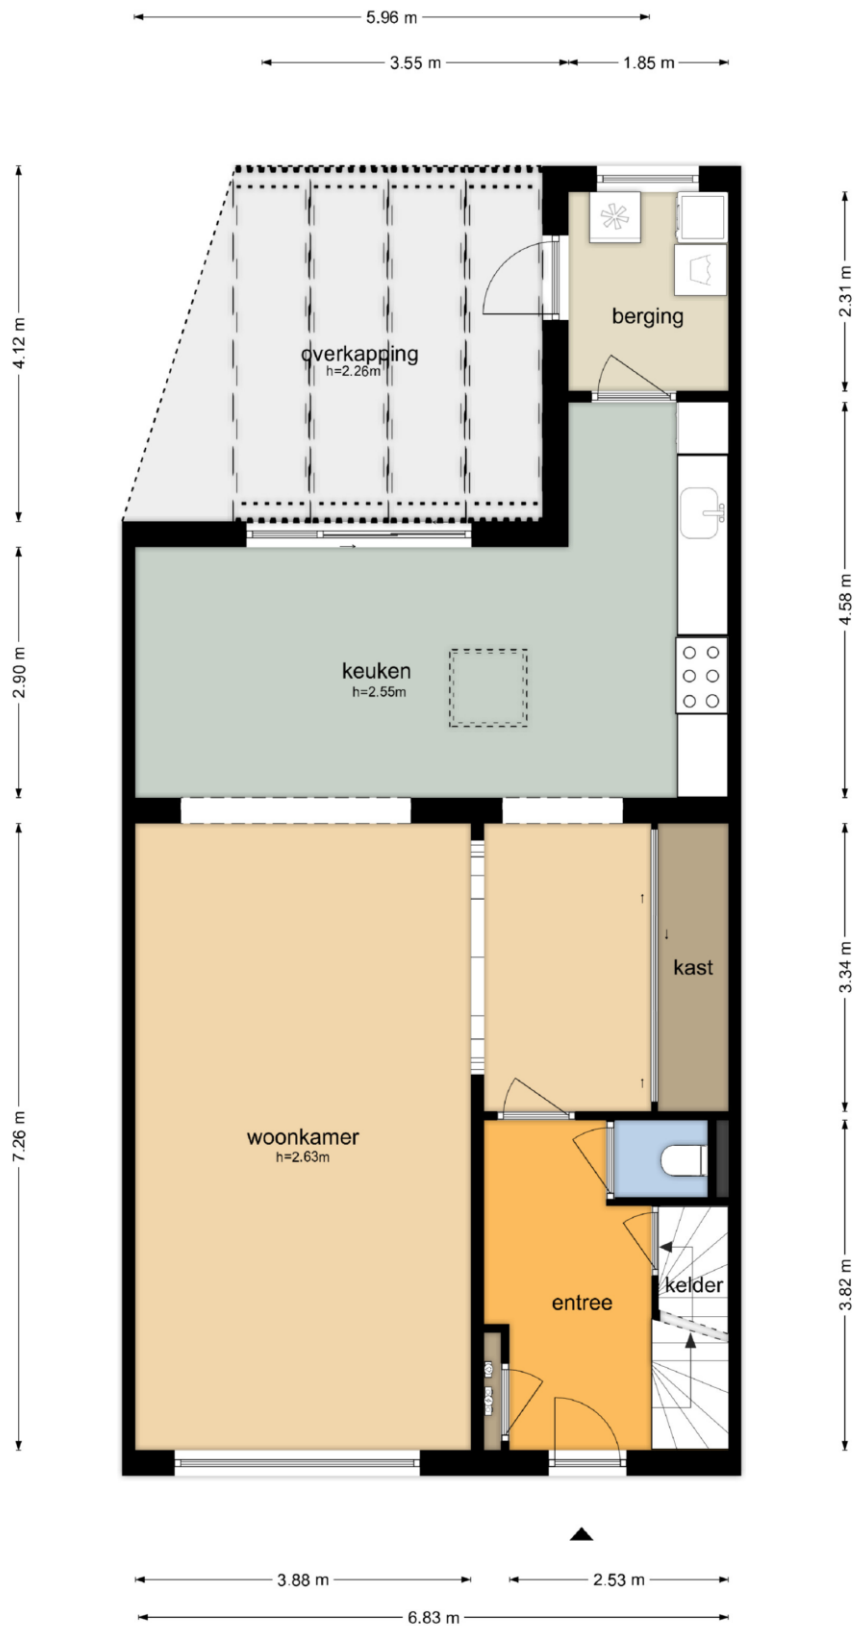 5.96 m
3.55 m
1.85 m
4.12 m
2.31 m
berging
overkapping
h=2.26m
4.58 m
2.90 m
keuken
h=2.55m
3.34 m
kast
7.26 m
woonkamer
h=2.63m
3.82 m
kelder
entree
3.88 m
2.53 m
6.83 m